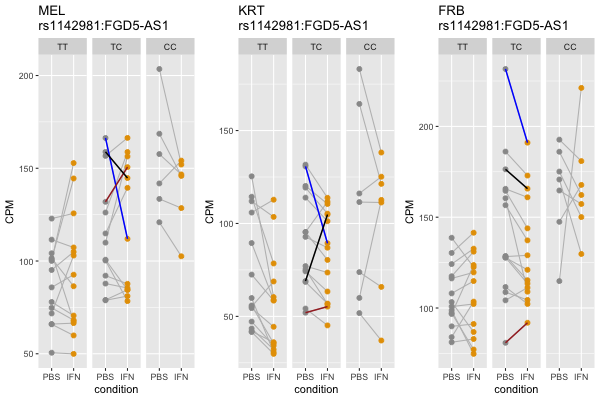 MEL
rs1142981:FGD5-AS1
TT TC CC
200
150
100
50
CPM
PBS IFN PBS IFN PBS IFN
condition
KRT
rs1142981:FGD5-AS1
TT TC CC
150
100
50
CPM
PBS IFN PBS IFN PBS IFN
condition
FRB
rs1142981:FGD5-AS1
TT TC CC
200
150
100
CPM
PBS IFN PBS IFN PBS IFN
condition